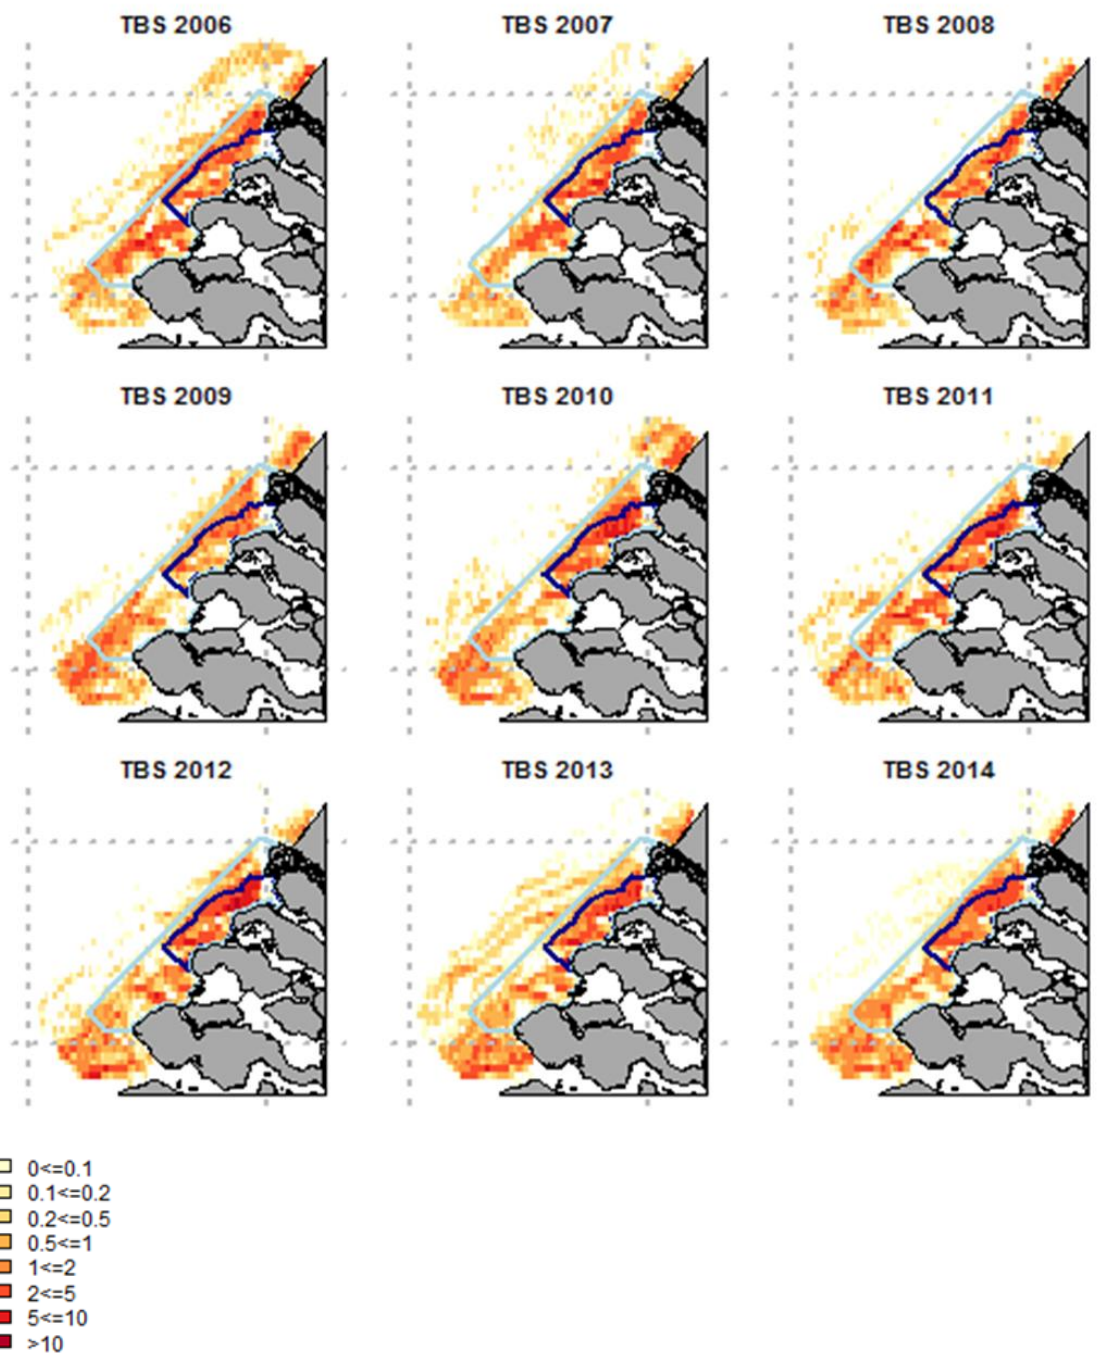 TBS 2006
TBS 2007
TBS 2008
TBS 2009
TBS 2010
TBS 2011
TBS 2012
TBS 2013
TBS 2014
0<=0.1
0.1<=0.2
0.2<=0.5
0.5<=1
1<=2
2<=5
5<=10
>10